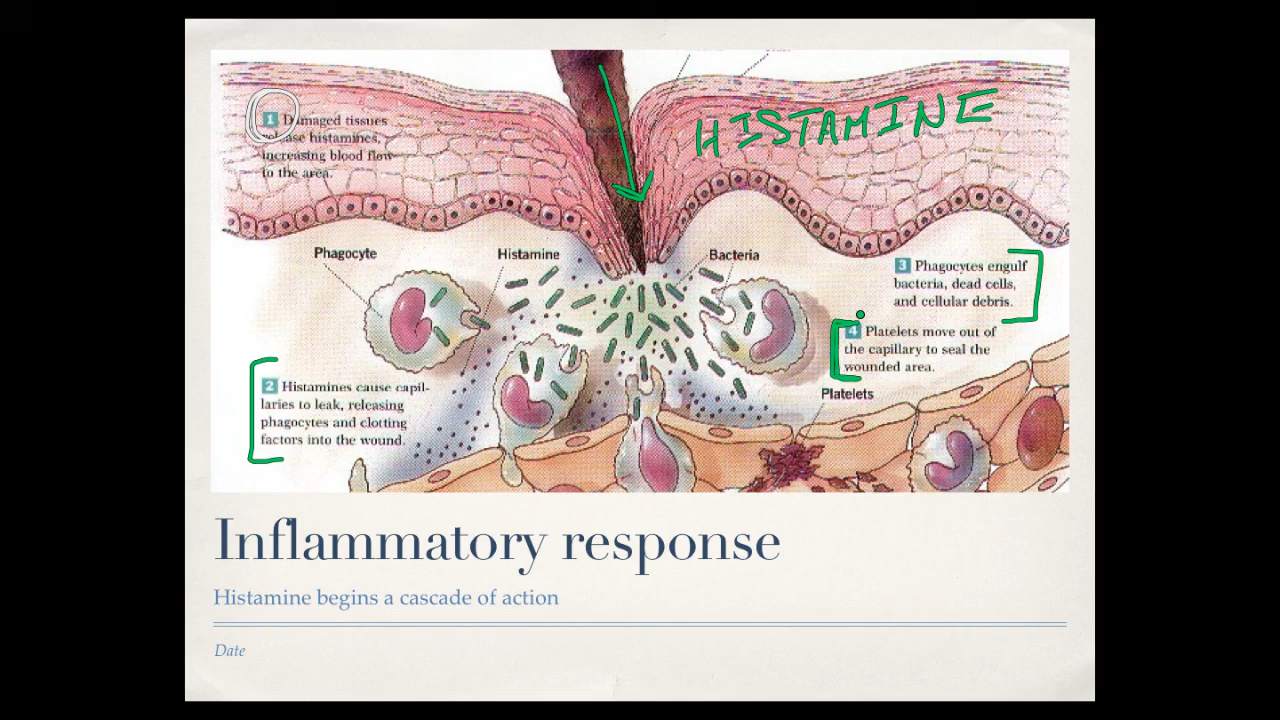 HISTAMINE
1 Damaged tissues
release histamines,
increasing blood flow
to the area.
Phagocyte
Histamine
Bacteria
3 Phagocytes engulf
bacteria, dead cells,
and cellular debris.
4 Platelets move out of
the capillary to seal the
wounded area.
Platelets
2 Histamines cause capil-
laries to leak, releasing
phagocytes and clotting
factors into the wound.
Inflammatory response
Histamine begins a cascade of action
Date